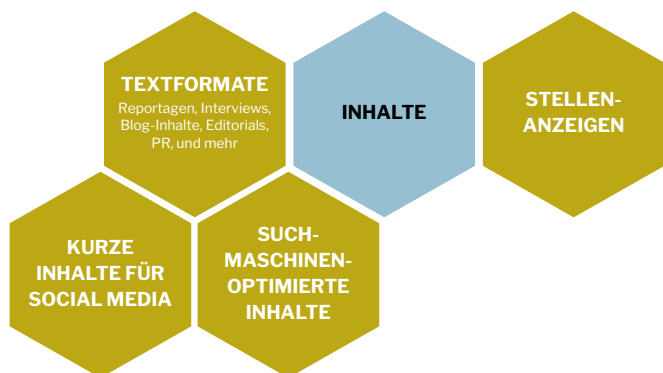 TEXTFORMATE
Reportagen, Interviews,
Blog-Inhalte, Editorials,
PR, und mehr
INHALTE
STELLEN-
ANZEIGEN
KURZE
INHALTE FÜR
SOCIAL MEDIA
SUCH-
MASCHINEN-
OPTIMIERTE
INHALTE